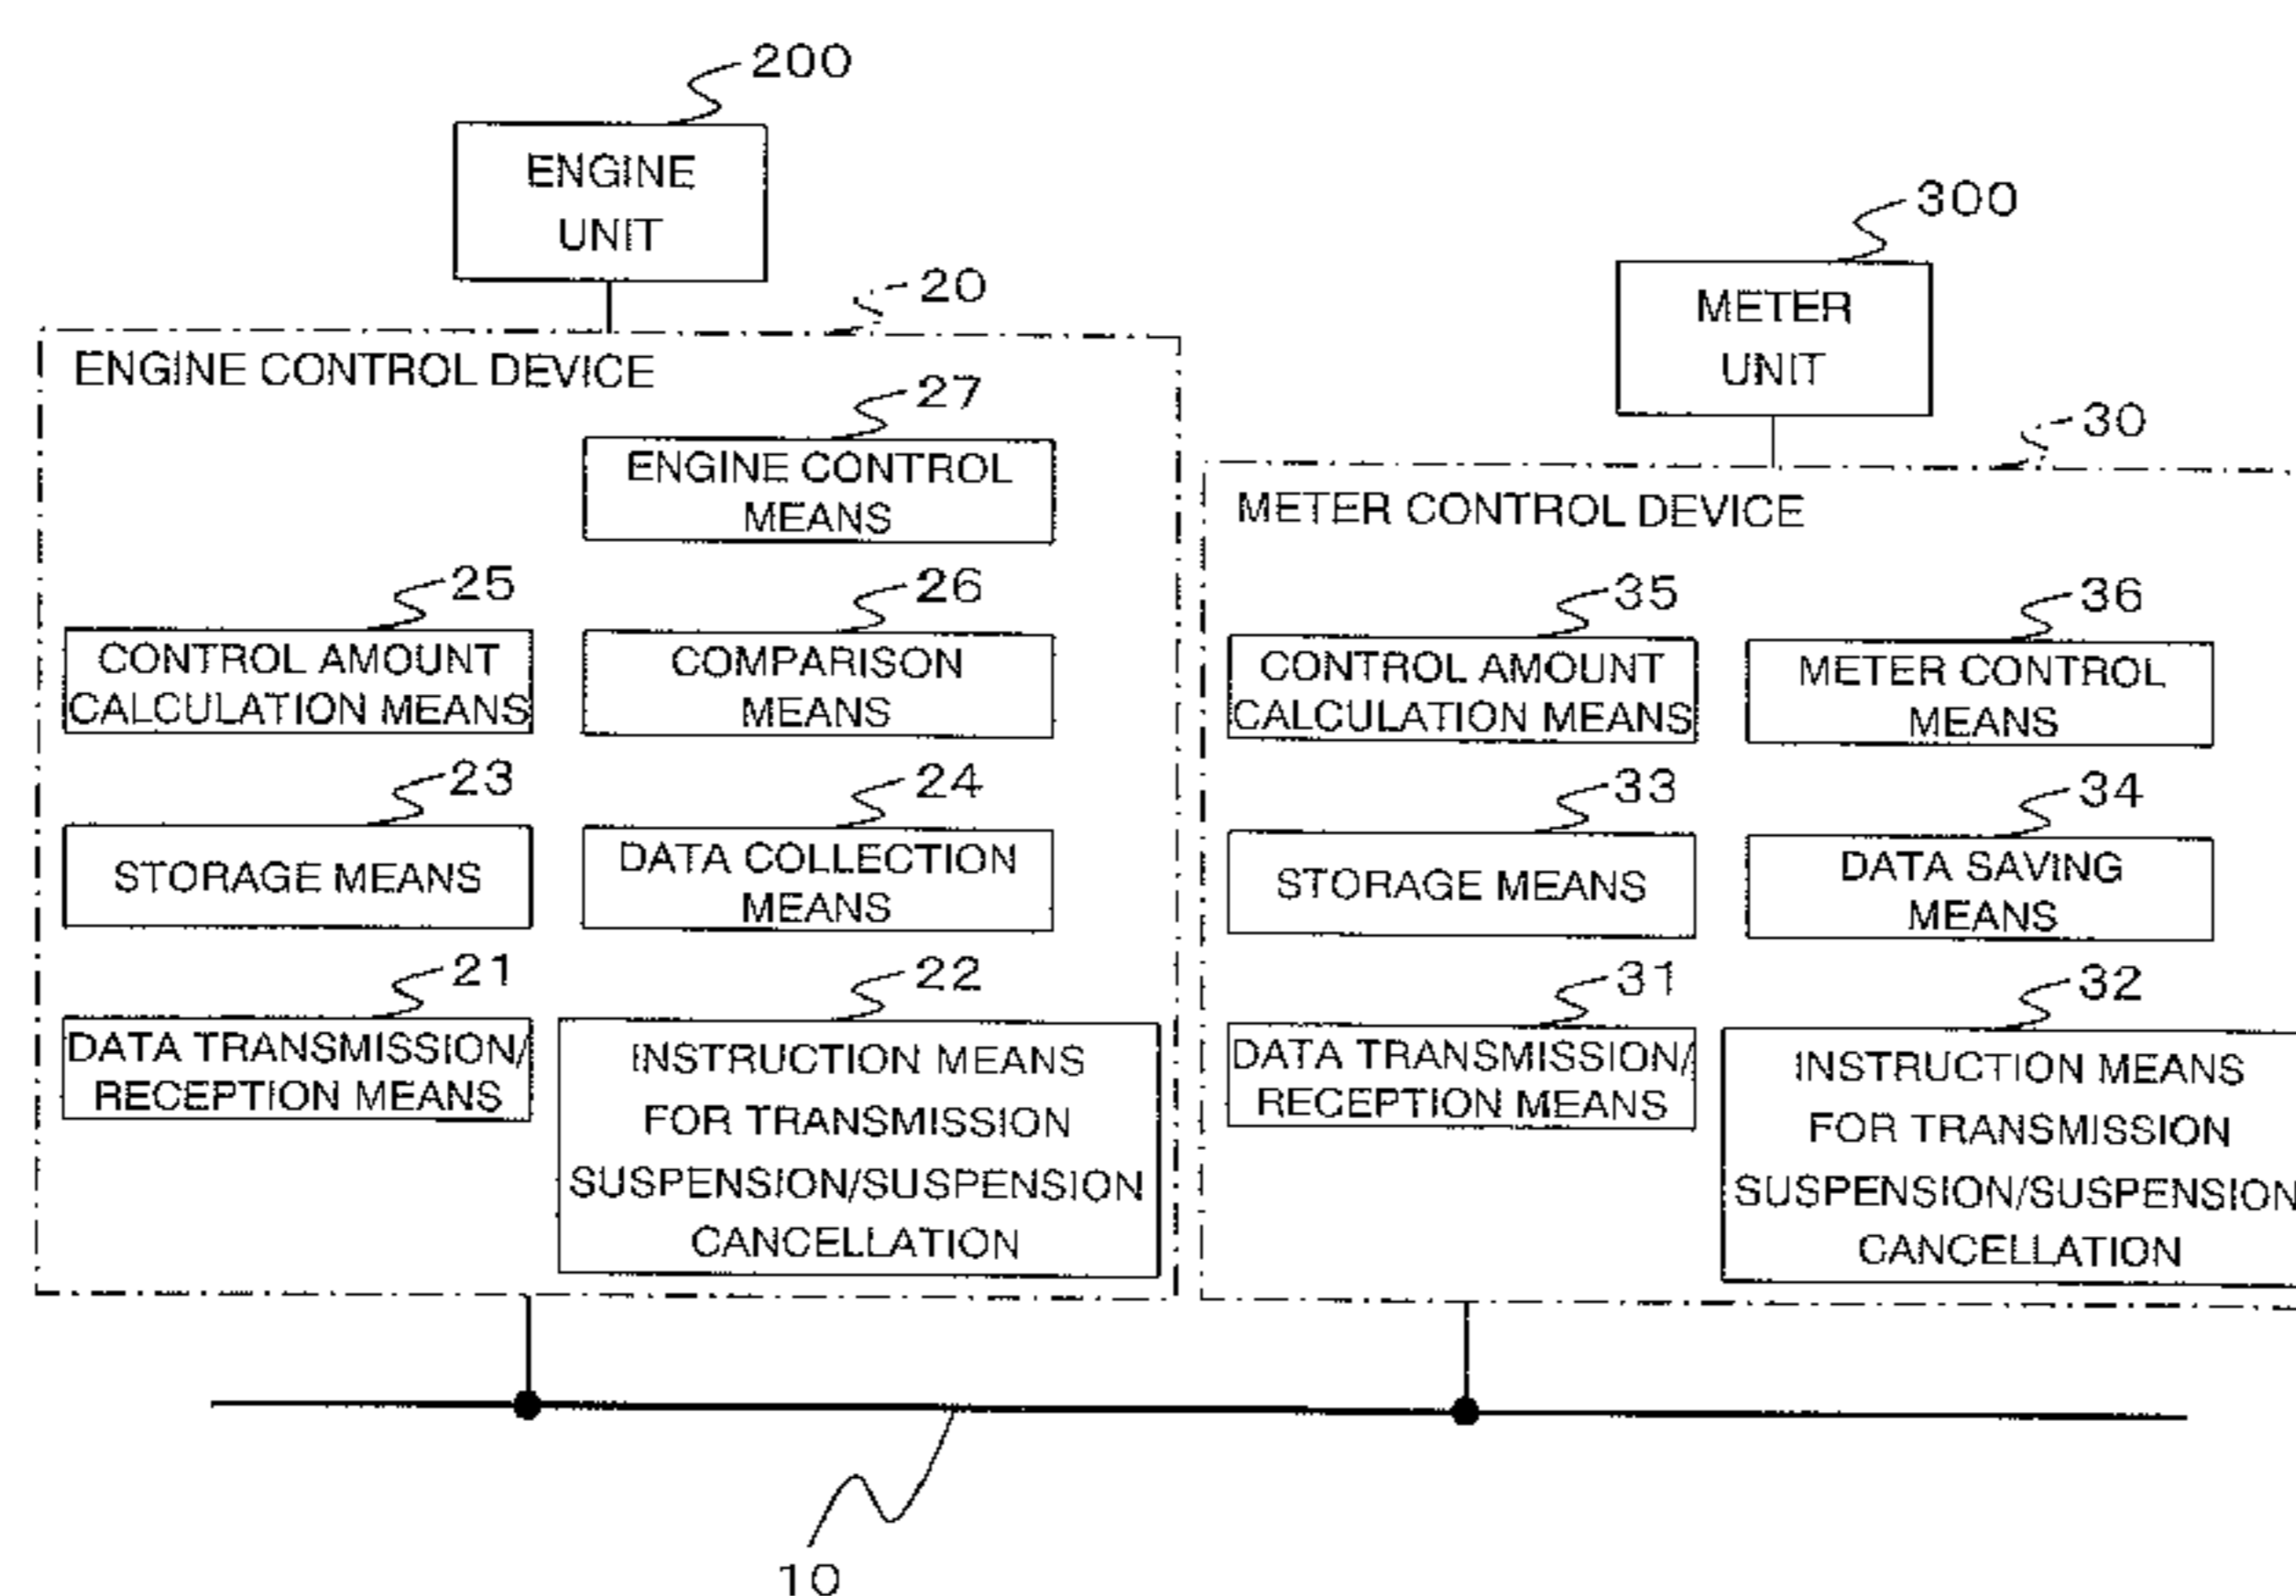 200
ENGINE
UNIT
20
ENGINE CONTROL DEVICE
27
ENGINE CONTROL
MEANS
25
CONTROL AMOUNT
CALCULATION MEANS
26
COMPARISON
MEANS
23
STORAGE MEANS
24
DATA COLLECTION
MEANS
21
DATA TRANSMISSION/
RECEPTION MEANS
22
INSTRUCTION MEANS
FOR TRANSMISSION
SUSPENSION/SUSPENSION
CANCELLATION
300
METER
UNIT
30
METER CONTROL DEVICE
35
CONTROL AMOUNT
CALCULATION MEANS
36
METER CONTROL
MEANS
33
STORAGE MEANS
34
DATA SAVING
MEANS
31
DATA TRANSMISSION/
RECEPTION MEANS
32
INSTRUCTION MEANS
FOR TRANSMISSION
SUSPENSION/SUSPENSION
CANCELLATION
10